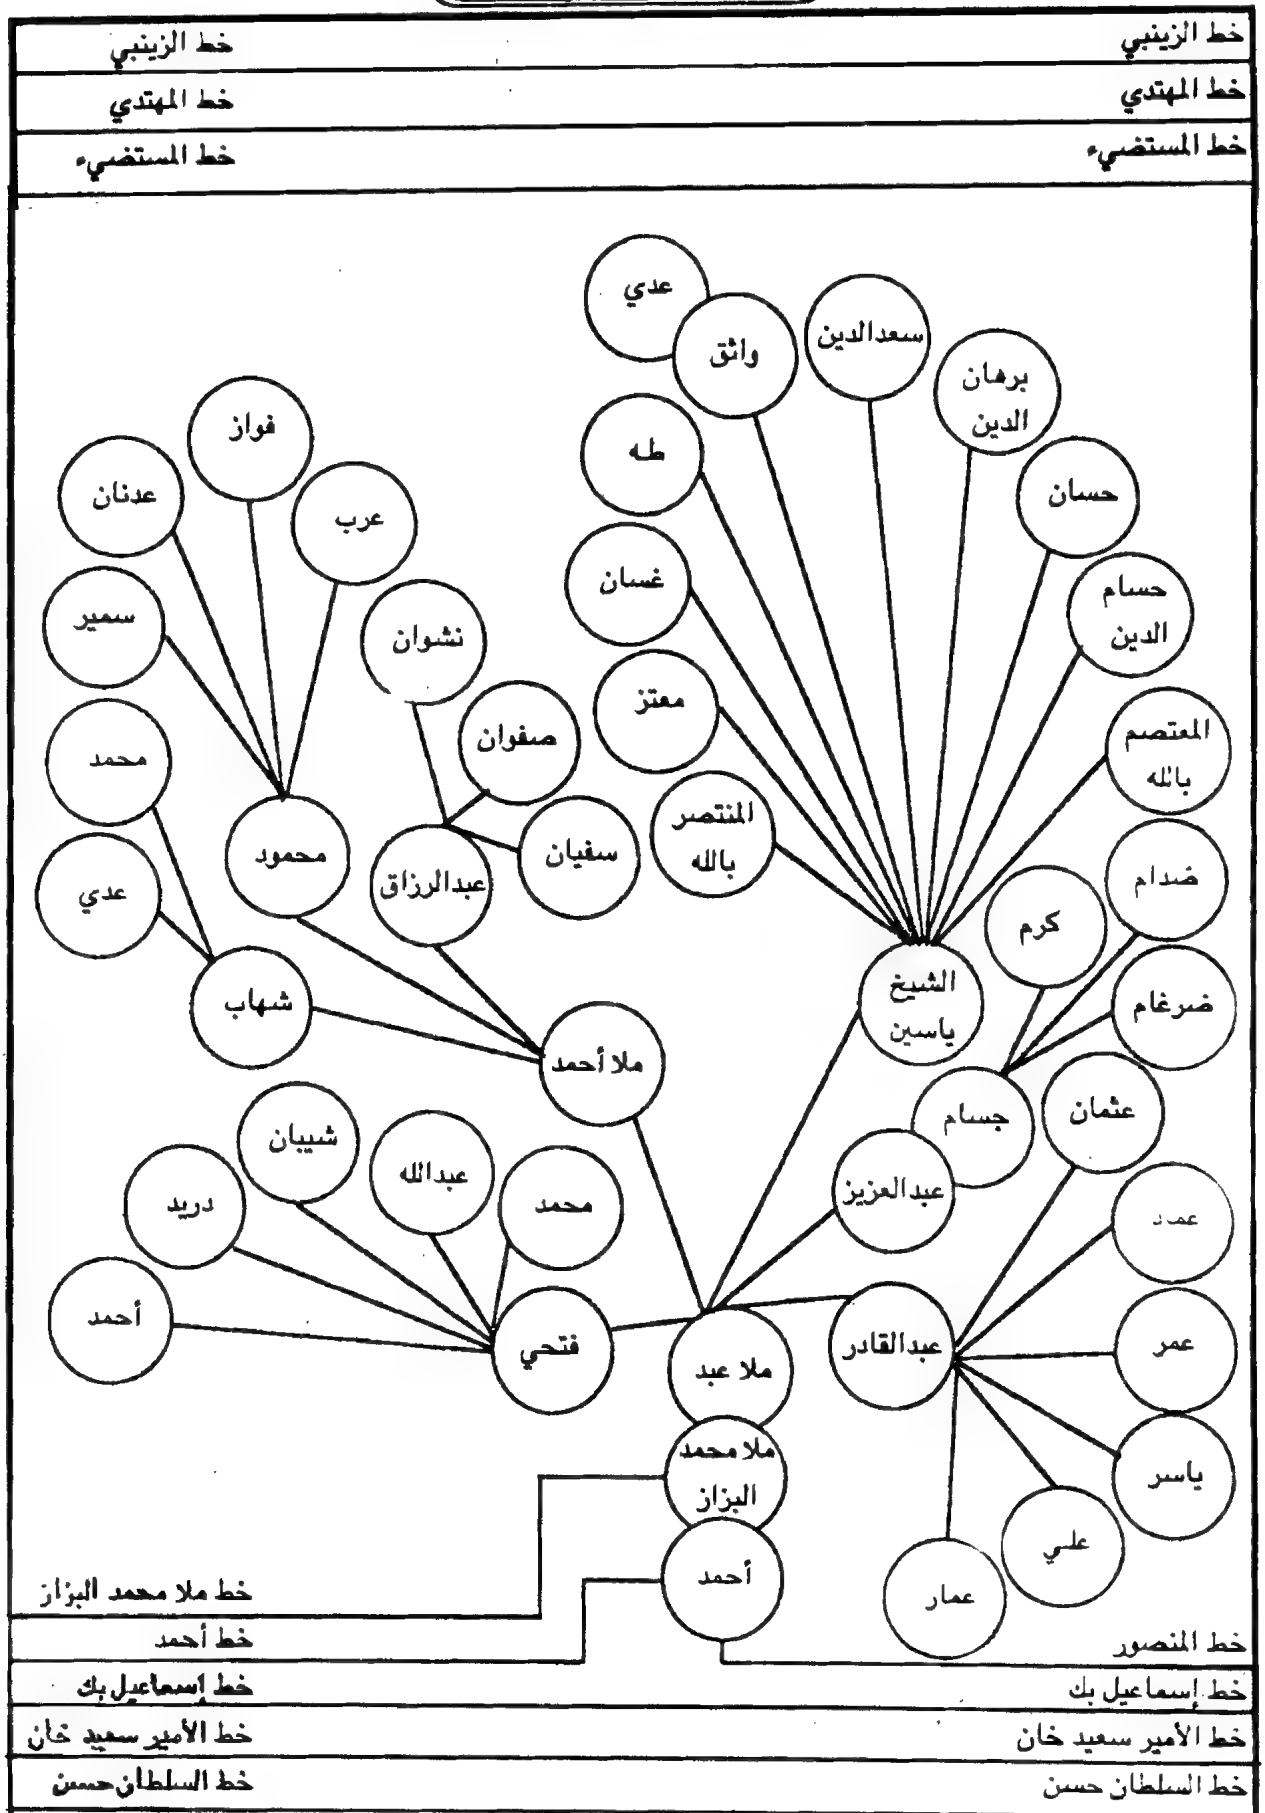 خط الزينبي
خط الزينبي
خط المهتدي
خط المهتدي
خط المستضيء
خط المستضيء
عدي
واثق
سعدالدين
برهان
الدين
حسان
حسام
الدين
المعتصم
بالله
طه
غسان
معتز
المنتصر
بالله
فواز
عدنان
عرب
سمير
نشوان
صفوان
سفيان
محمد
عدي
محمود
عبدالرزاق
شهاب
ملا أحمد
الشيخ
ياسين
كرم
ضدام
ضرغام
جسام
عبدالعزيز
عثمان
عمر
ياسر
علي
عمار
عبدالقادر
شيبان
عبدالله
محمد
دريد
أحمد
فتحي
ملا عبد
ملا محمد
البزاز
أحمد
خط ملا محمد البزاز
خط المنصور
خط أحمد
خط إسماعيل بك
خط إسماعيل بك
خط الأمير سعيد خان
خط الأمير سعيد خان
خط السلطان حسن
خط السلطان حسن